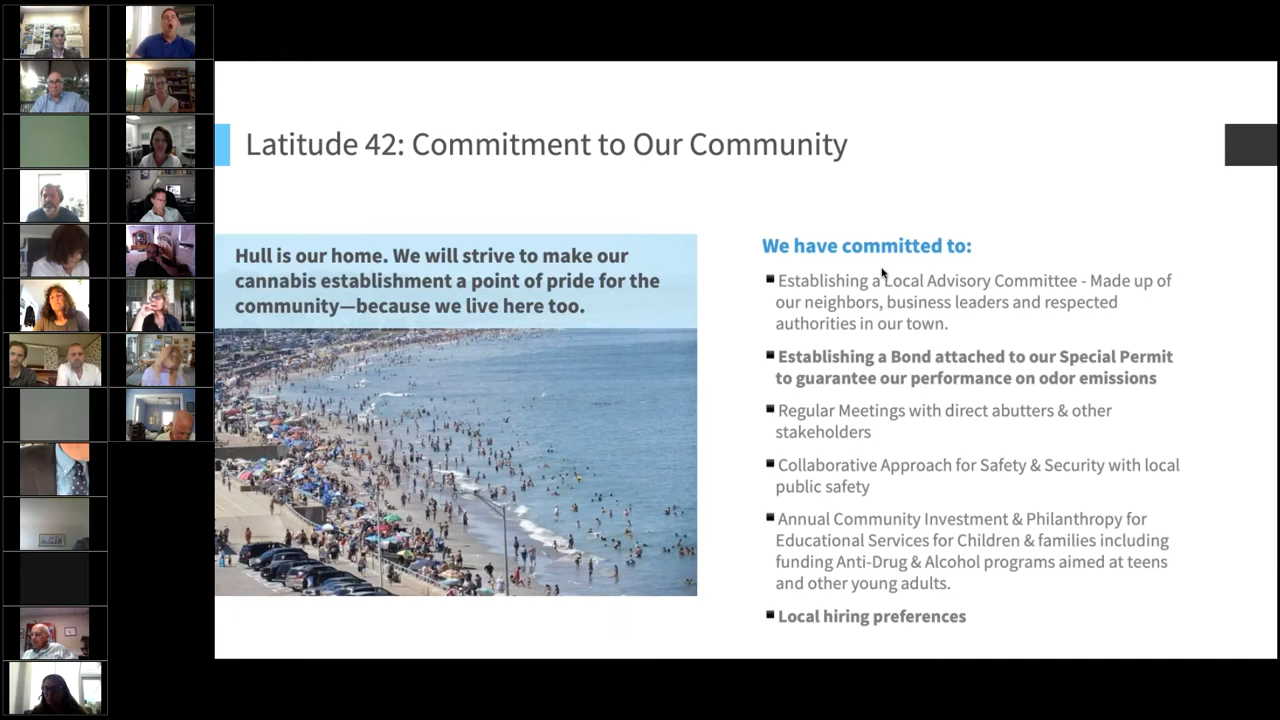 Latitude 42: Commitment to Our Community
Hull is our home. We will strive to make our
cannabis establishment a point of pride for the
community—because we live here too.
We have committed to:
Establishing a Local Advisory Committee - Made up of
our neighbors, business leaders and respected
authorities in our town.
Establishing a Bond attached to our Special Permit
to guarantee our performance on odor emissions
Regular Meetings with direct abutters & other
stakeholders
Collaborative Approach for Safety & Security with local
public safety
Annual Community Investment & Philanthropy for
Educational Services for Children & families including
funding Anti-Drug & Alcohol programs aimed at teens
and other young adults.
Local hiring preferences